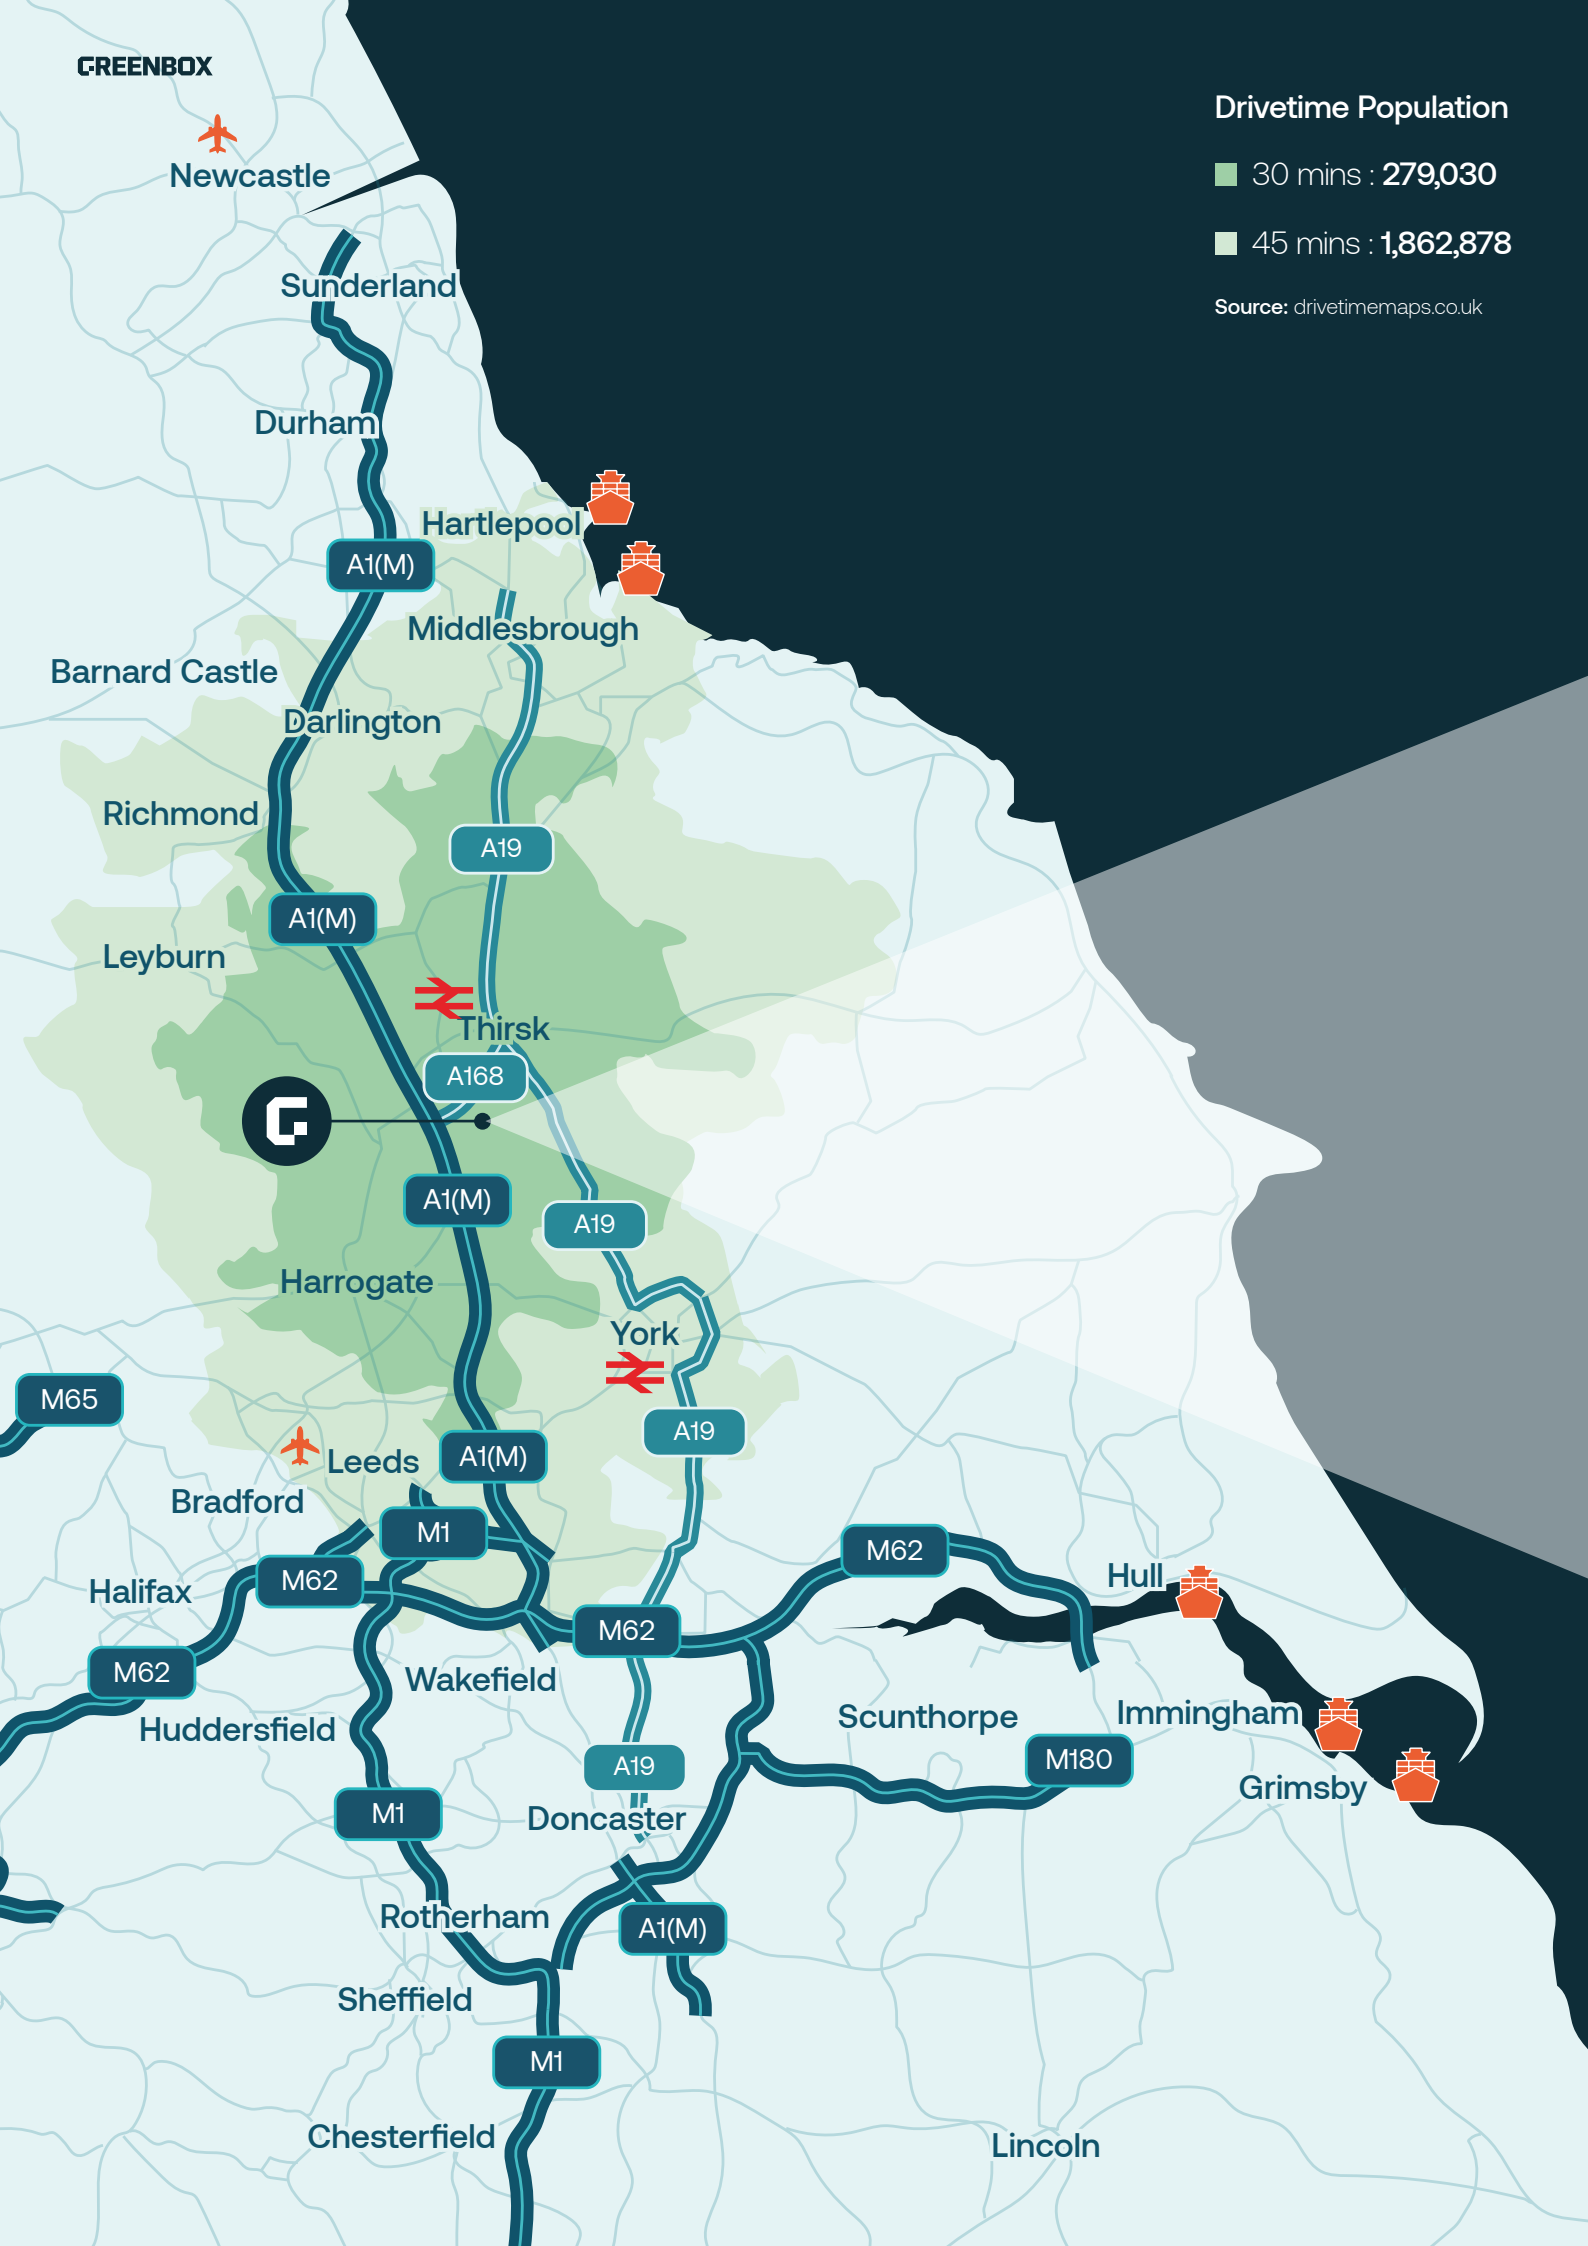 GREENBOX
Drivetime Population
30 mins : 279,030
45 mins : 1,862,878
Source: drivetimemaps.co.uk
Newcastle
Sunderland
Durham
Hartlepool
A1(M)
Middlesbrough
Barnard Castle
Darlington
Richmond
A19
A1(M)
Leyburn
Thirsk
A168
G
A1(M)
A19
Harrogate
York
M65
A19
A1(M)
Leeds
Bradford
M1
M62
M62
Hull
Halifax
M62
M62
Wakefield
Immingham
Scunthorpe
Huddersfield
M180
A19
Grimsby
M1
Doncaster
Rotherham
A1(M)
Sheffield
M1
Chesterfield
Lincoln